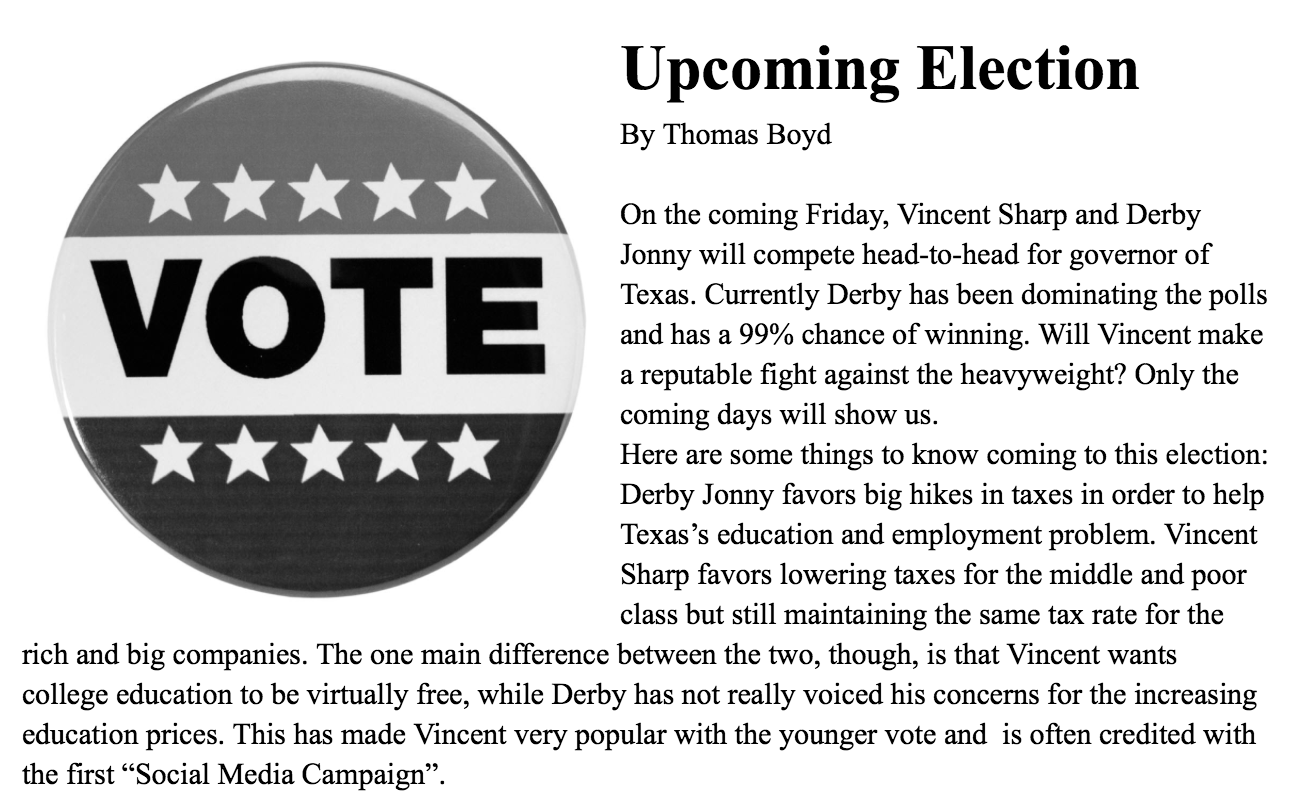 Upcoming Election
By Thomas Boyd
VOTE
On the coming Friday, Vincent Sharp and Derby
Jonny will compete head-to-head for governor of
Texas. Currently Derby has been dominating the polls
and has a 99% chance of winning. Will Vincent make
a reputable fight against the heavyweight? Only the
coming days will show us.
Here are some things to know coming to this election:
Derby Jonny favors big hikes in taxes in order to help
Texas’s education and employment problem. Vincent
Sharp favors lowering taxes for the middle and poor
class but still maintaining the same tax rate for the
rich and big companies. The one main difference between the two, though, is that Vincent wants
college education to be virtually free, while Derby has not really voiced his concerns for the increasing
education prices. This has made Vincent very popular with the younger vote and  is often credited with
the first “Social Media Campaign”.